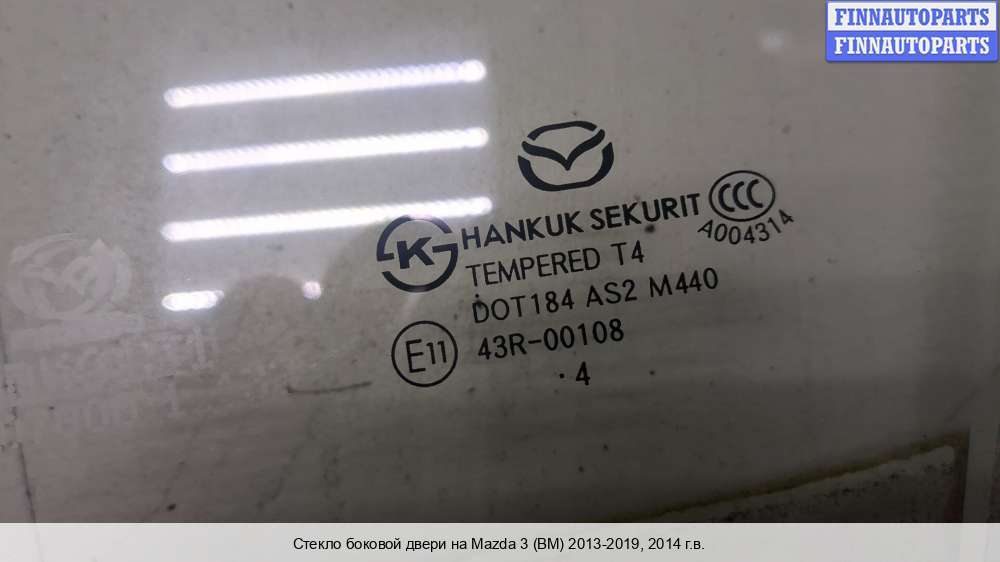 FINNAUTOPARTS
FINNAUTOPARTS
CCC
HANKUK SEKURIT
A004314
KS
TEMPERED T4
DOT184 AS2 M440
E11 43R-00108
. 4
Стекло боковой двери на Mazda 3 (BM) 2013-2019, 2014 г.в.